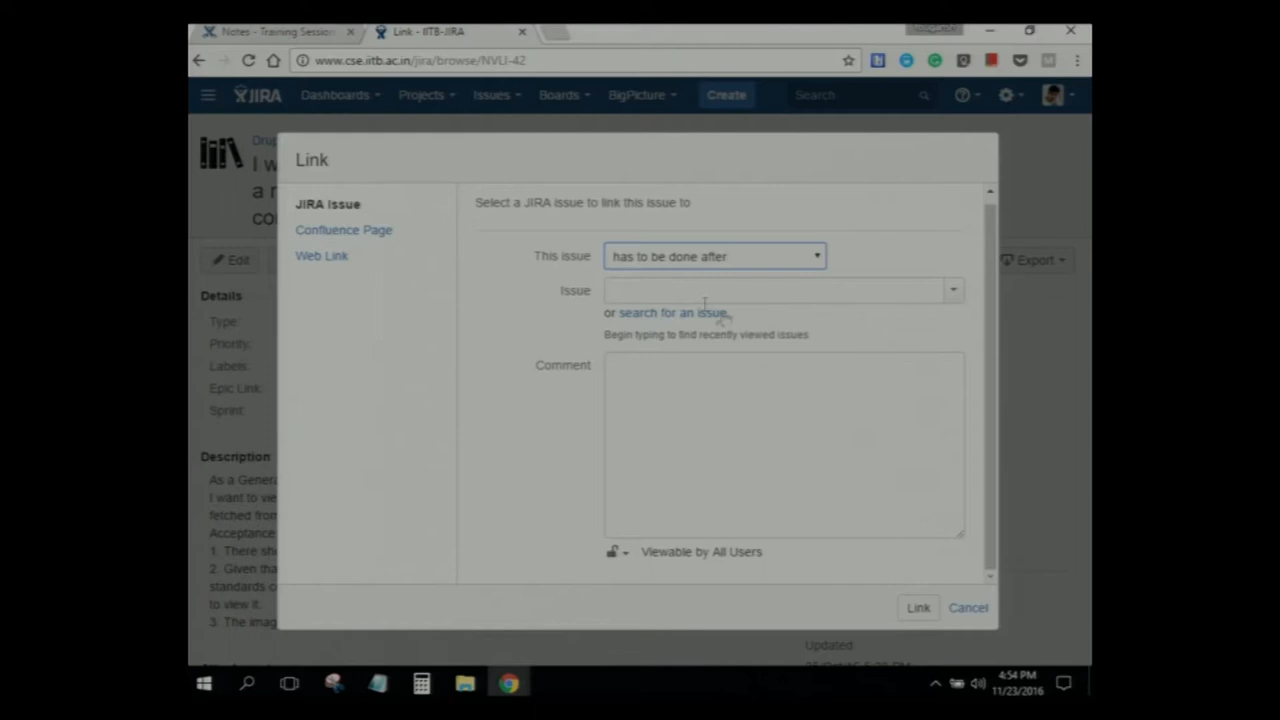 Notes - Training Session
Link - IITB-JIRA
www.cse.iitb.ac.in/jira/browse/NVLI-42
JIRA
Dashboards
Projects
Issues
Boards
BigPicture
Create
Search
Drup
I w
a r
co
Edit
Export
Details
Type:
Priority:
Labels:
Epic Link:
Sprint:
Description
As a Genera
I want to vie
fetched from
Acceptance
1. There sho
2. Given tha
standards c
to view it.
3. The imag
Link
JIRA Issue
Confluence Page
Web Link
Select a JIRA issue to link this issue to
This issue
has to be done after
Issue
or search for an issue
Begin typing to find recently viewed issues
Comment
Viewable by All Users
Link
Cancel
Updated
4:54 PM
11/23/2016